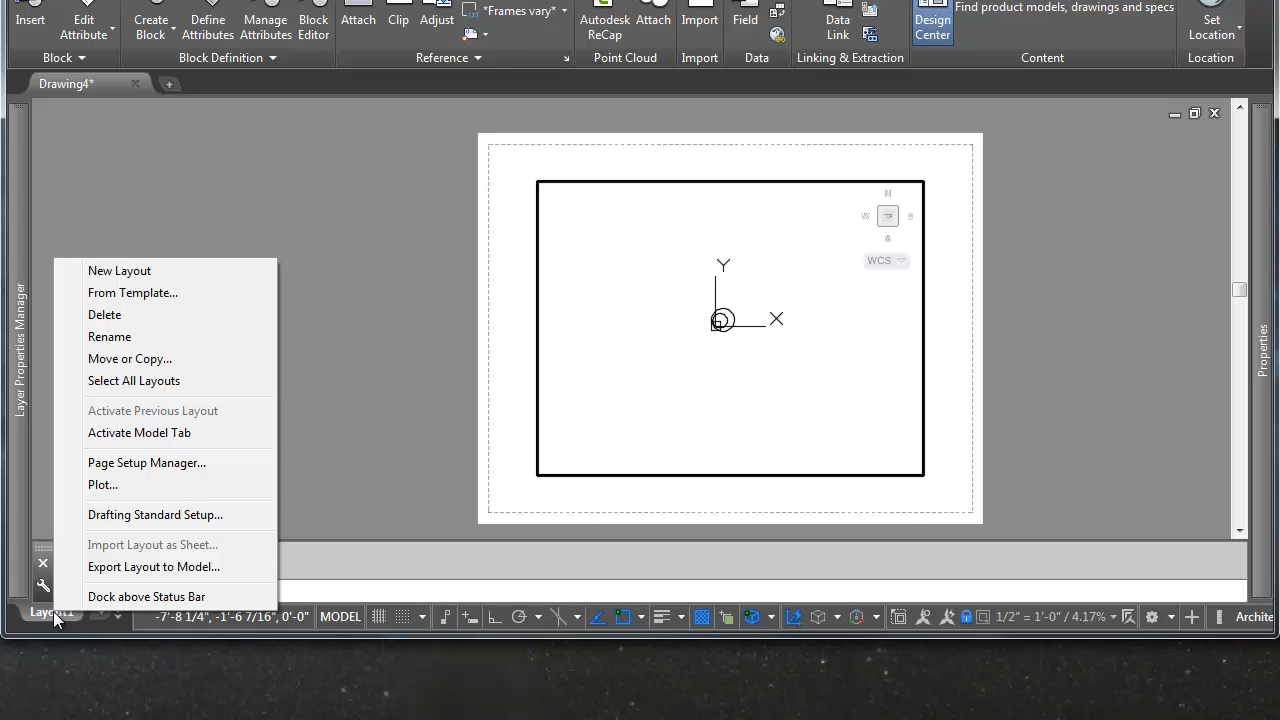 *Frames vary*
Find product models, drawings and specs
Insert
Edit
Attribute
Create
Block
Define
Attributes
Manage
Attributes
Block
Editor
Attach
Clip
Adjust
Autodesk
ReCap
Attach
Import
Field
Data
Link
Design
Center
Set
Location
Block
Block Definition
Reference
Point Cloud
Import
Data
Linking & Extraction
Content
Location
Drawing4*
Layer Properties Manager
Properties
N
W
TOP
E
S
WCS
Y
X
New Layout
From Template...
Delete
Rename
Move or Copy...
Select All Layouts
Activate Previous Layout
Activate Model Tab
Page Setup Manager...
Plot...
Drafting Standard Setup...
Import Layout as Sheet...
Export Layout to Model...
Dock above Status Bar
Layout1
-7'-8 1/4", -1'-6 7/16", 0'-0"
MODEL
1/2" = 1'-0" / 4.17%
Archite